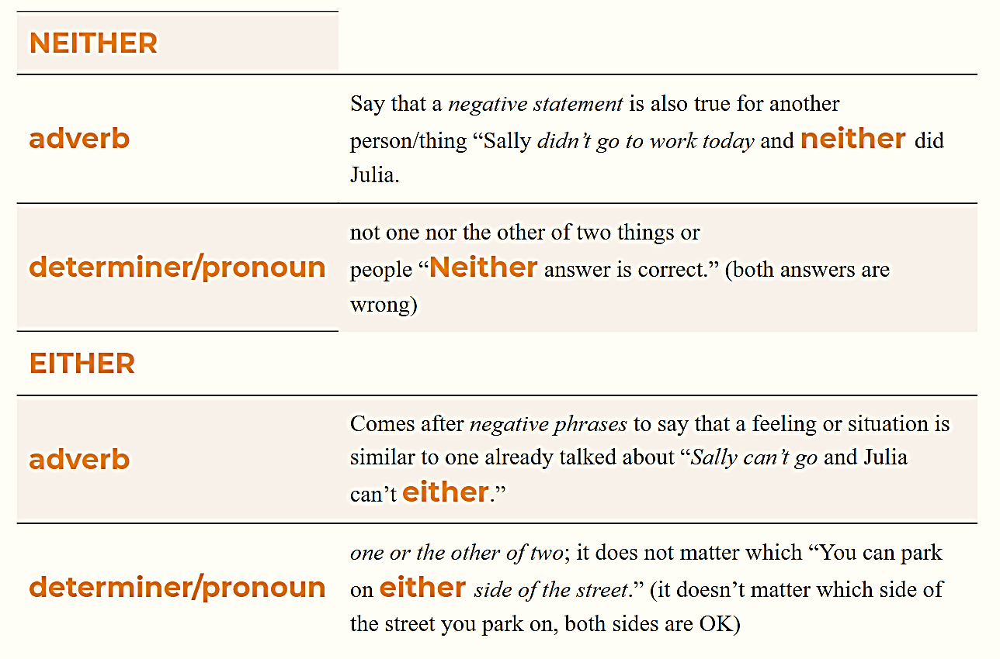 NEITHER
Say that a negative statement is also true for another
adverb
person/thing “Sally didn’t go to work today and neither did
Julia.
not one nor the other of two things or
determiner/pronoun
people “Neither answer is correct.” (both answers are
wrong)
EITHER
Comes after negative phrases to say that a feeling or situation is
adverb
similar to one already talked about “Sally can’t go and Julia
can’t either.”
one or the other of two; it does not matter which “You can park
determiner/pronoun
on either side of the street.” (it doesn’t matter which side of
the street you park on, both sides are OK)